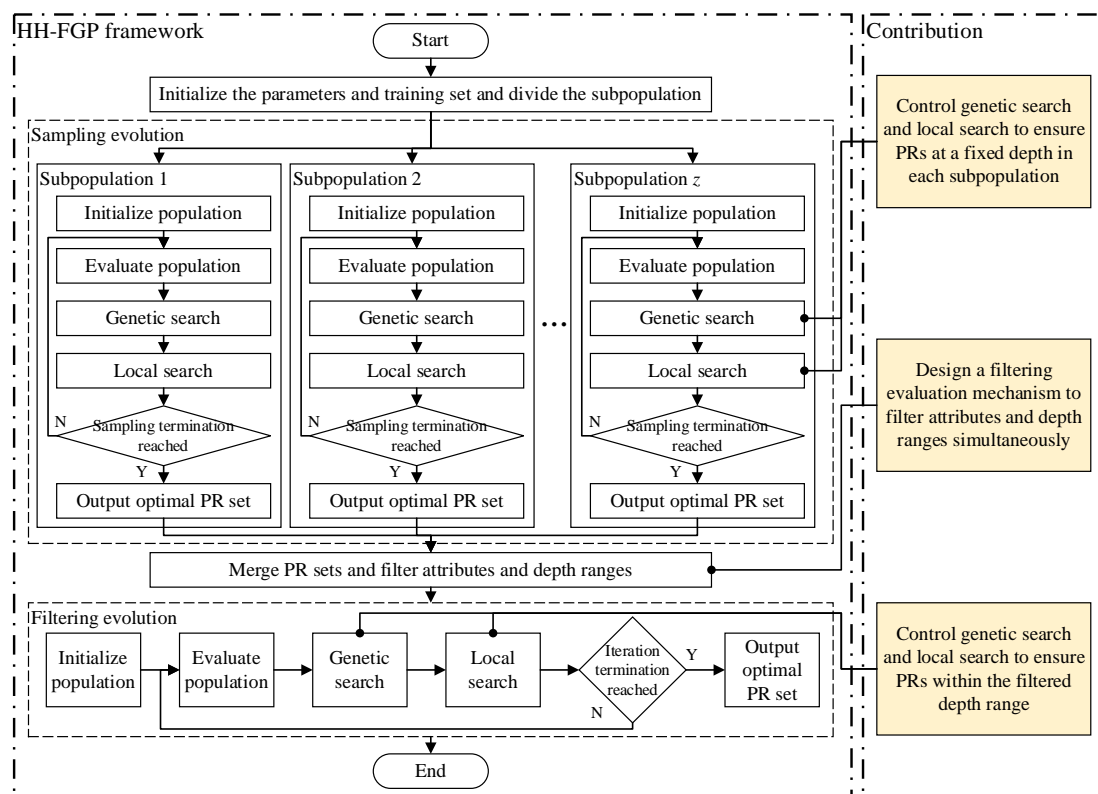 HH-FGP framework
Start
Initialize the parameters and training set and divide the subpopulation
Sampling evolution
Subpopulation 1
Initialize population
Evaluate population
Genetic search
Local search
Sampling termination
reached
N
Y
Output optimal PR set
Subpopulation 2
Initialize population
Evaluate population
Genetic search
Local search
Sampling termination
reached
N
Y
Output optimal PR set
...
Subpopulation z
Initialize population
Evaluate population
Genetic search
Local search
Sampling termination
reached
N
Y
Output optimal PR set
Merge PR sets and filter attributes and depth ranges
Filtering evolution
Initialize
population
Evaluate
population
Genetic
search
Local
search
Iteration
termination
reached
Y
N
Output
optimal
PR set
End
Contribution
Control genetic search
and local search to ensure
PRs at a fixed depth in
each subpopulation
Design a filtering
evaluation mechanism to
filter attributes and depth
ranges simultaneously
Control genetic search
and local search to ensure
PRs within the filtered
depth range